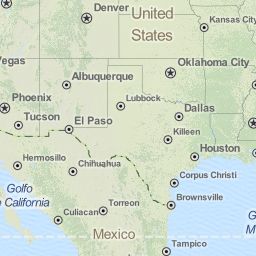 Denver
United
States
Kansas City
Vegas
Albuquerque
Oklahoma City
Phoenix
Lubbock
Dallas
Tucson
El Paso
Killeen
Hermosillo
Chihuahua
Houston
Golfo
de California
Corpus Christi
Culiacan
Torreon
Brownsville
Mexico
Tampico